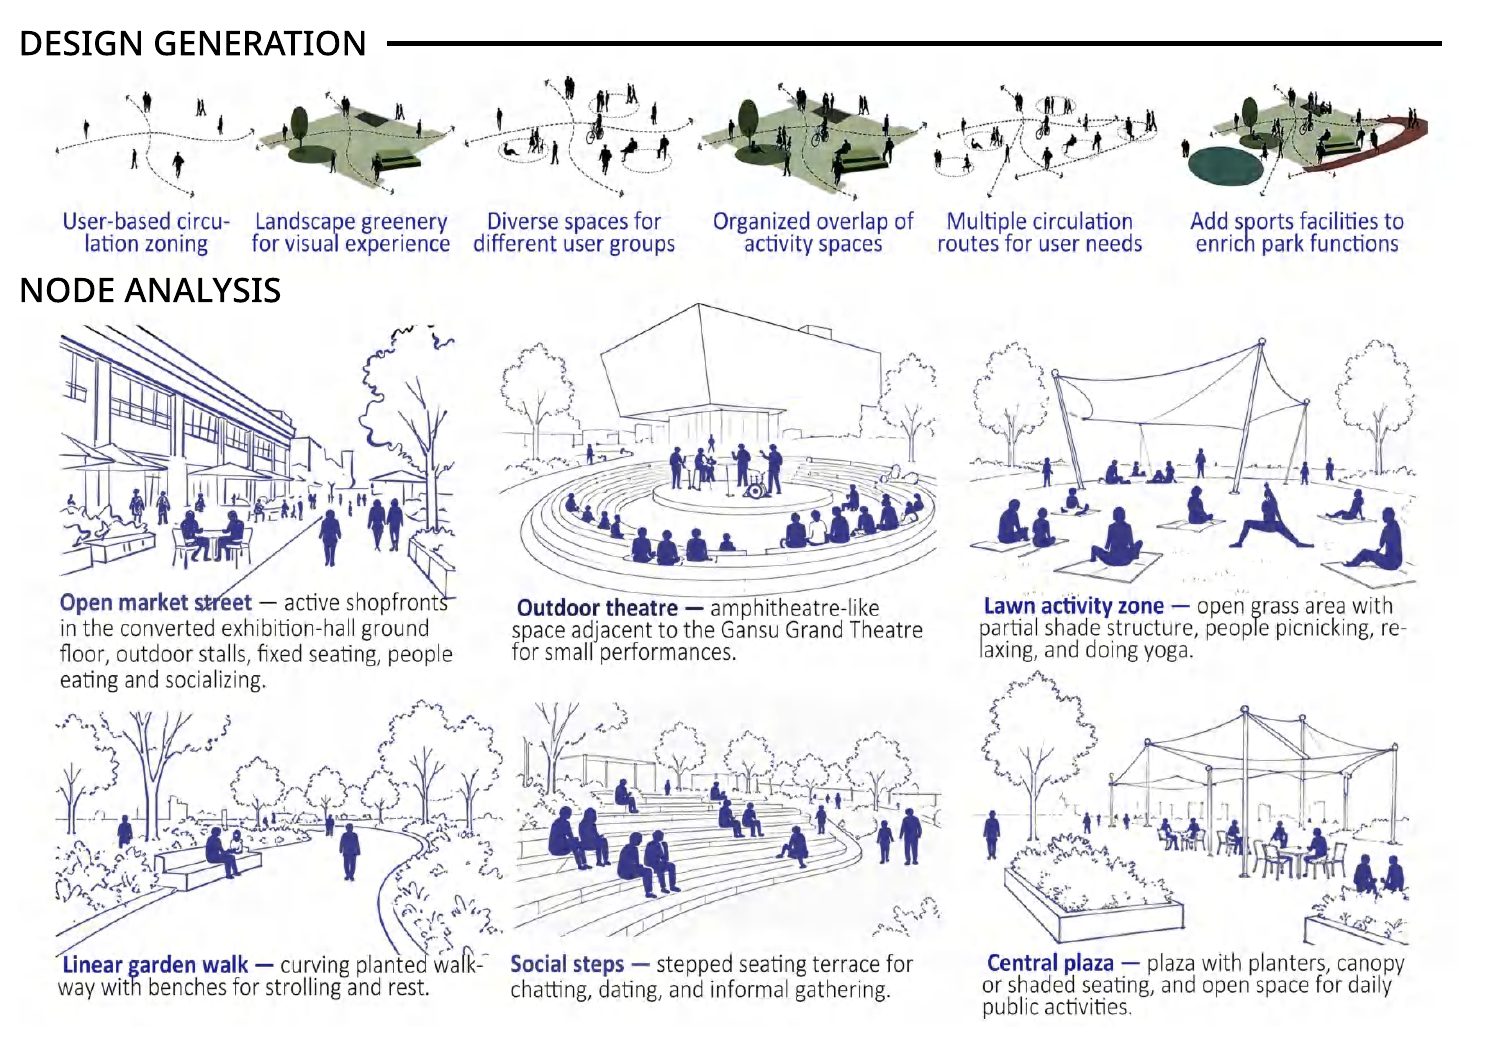 DESIGN GENERATION
User-based circu-
lation zoning
Landscape greenery
for visual experience
Diverse spaces for
different user groups
Organized overlap of
activity spaces
Multiple circulation
routes for user needs
Add sports facilities to
enrich park functions
NODE ANALYSIS
Open market street — active shopfronts
in the converted exhibition-hall ground
floor, outdoor stalls, fixed seating, people
eating and socializing.
Outdoor theatre — amphitheatre-like
space adjacent to the Gansu Grand Theatre
for small performances.
Lawn activity zone — open grass area with
partial shade structure, people picnicking, re-
laxing, and doing yoga.
Linear garden walk — curving planted walk-
way with benches for strolling and rest.
Social steps — stepped seating terrace for
chatting, dating, and informal gathering.
Central plaza — plaza with planters, canopy
or shaded seating, and open space for daily
public activities.